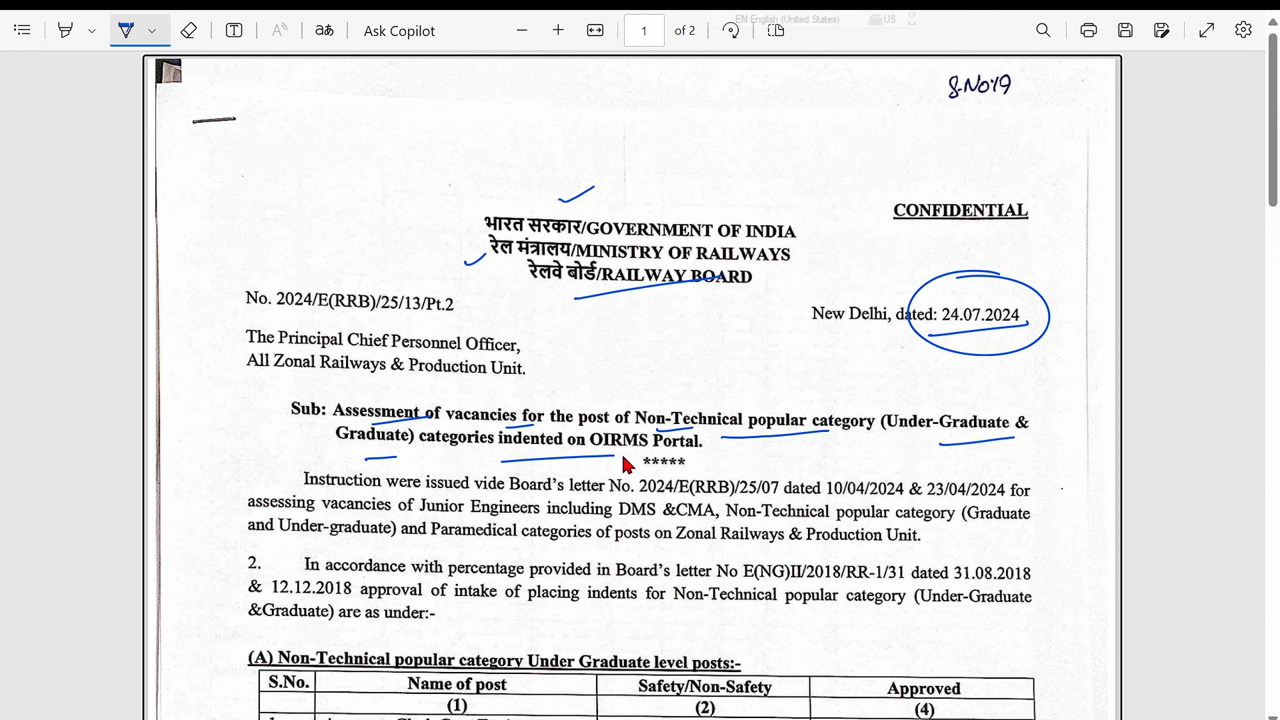 Ask Copilot
1
of 2
EN English (United States)
US
S.No:19
CONFIDENTIAL
भारत सरकार/GOVERNMENT OF INDIA
रेल मंत्रालय/MINISTRY OF RAILWAYS
रेलवे बोर्ड/RAILWAY BOARD
No. 2024/E(RRB)/25/13/Pt.2
New Delhi, dated: 24.07.2024
The Principal Chief Personnel Officer,
All Zonal Railways & Production Unit.
Sub: Assessment of vacancies for the post of Non-Technical popular category (Under-Graduate &
Graduate) categories indented on OIRMS Portal.
*****
Instruction were issued vide Board's letter No. 2024/E(RRB)/25/07 dated 10/04/2024 & 23/04/2024 for
assessing vacancies of Junior Engineers including DMS &CMA, Non-Technical popular category (Graduate
and Under-graduate) and Paramedical categories of posts on Zonal Railways & Production Unit.
2. In accordance with percentage provided in Board's letter No E(NG)II/2018/RR-1/31 dated 31.08.2018
& 12.12.2018 approval of intake of placing indents for Non-Technical popular category (Under-Graduate
&Graduate) are as under:-
(A) Non-Technical popular category Under Graduate level posts:-
S.No. Name of post Safety/Non-Safety Approved
(1) (2) (4)